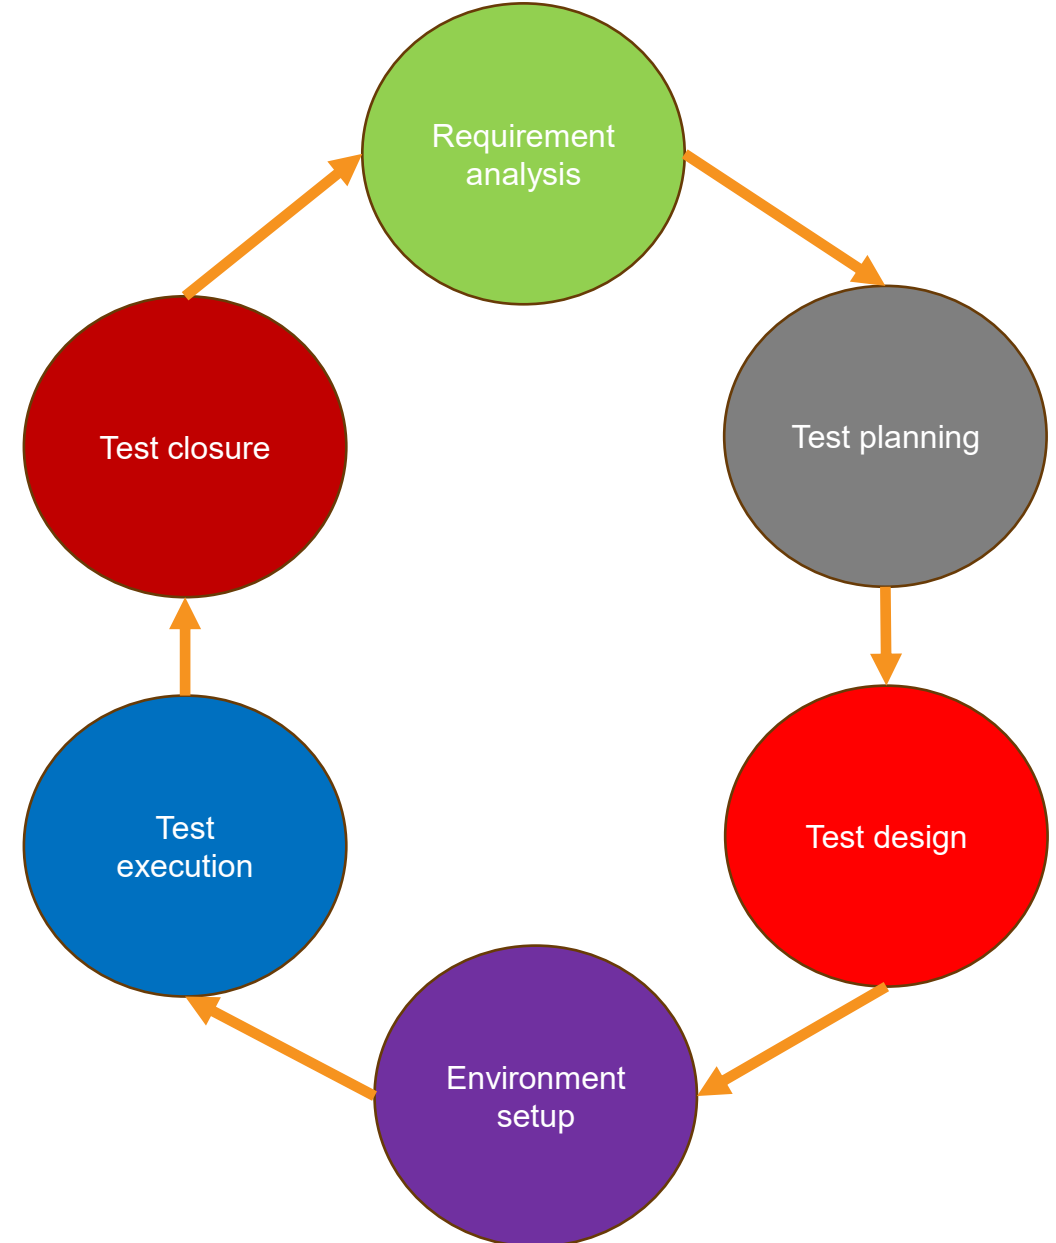 Requirement
analysis
Test planning
Test design
Environment
setup
Test
execution
Test closure